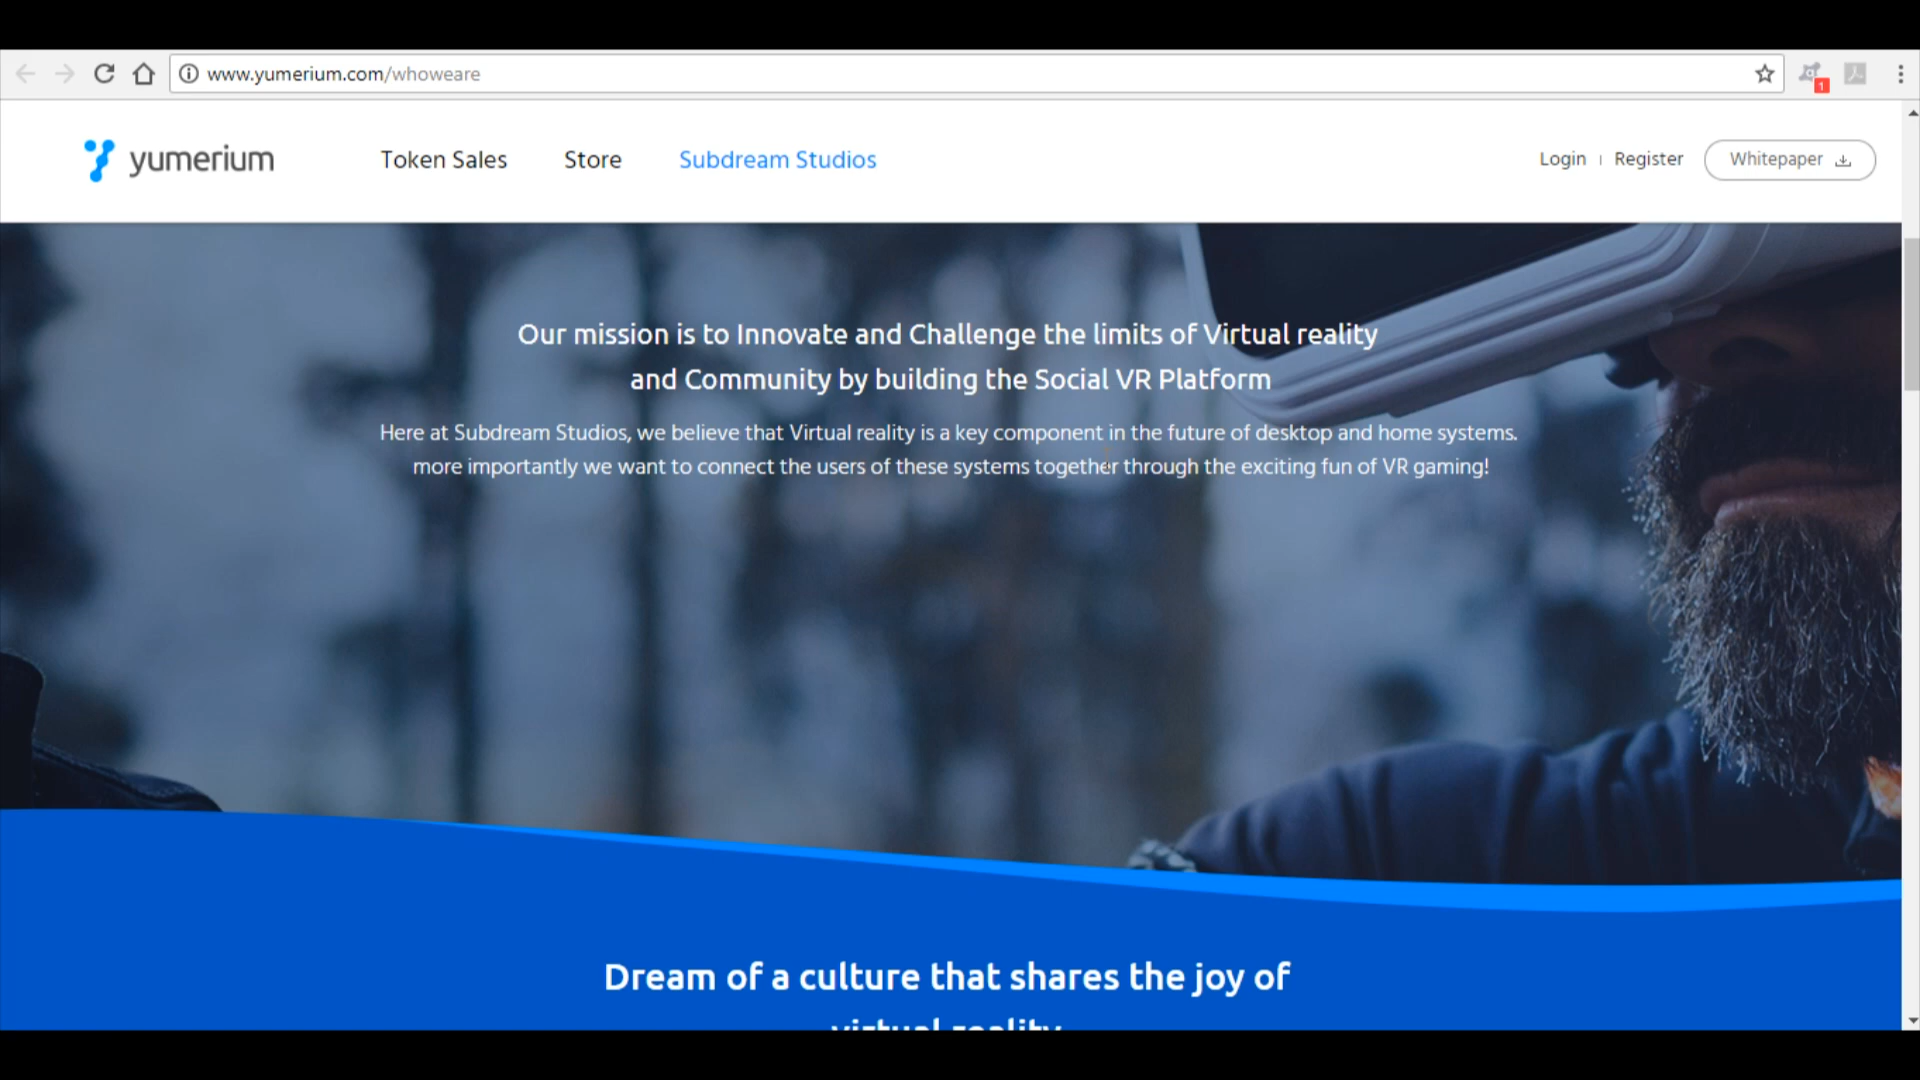 www.yumerium.com/whoweare
1
yumerium
Token Sales
Store
Subdream Studios
Login
Register
Whitepaper
Our mission is to Innovate and Challenge the limits of Virtual reality
and Community by building the Social VR Platform
Here at Subdream Studios, we believe that Virtual reality is a key component in the future of desktop and home systems.
more importantly we want to connect the users of these systems together through the exciting fun of VR gaming!
Dream of a culture that shares the joy of
virtual reality